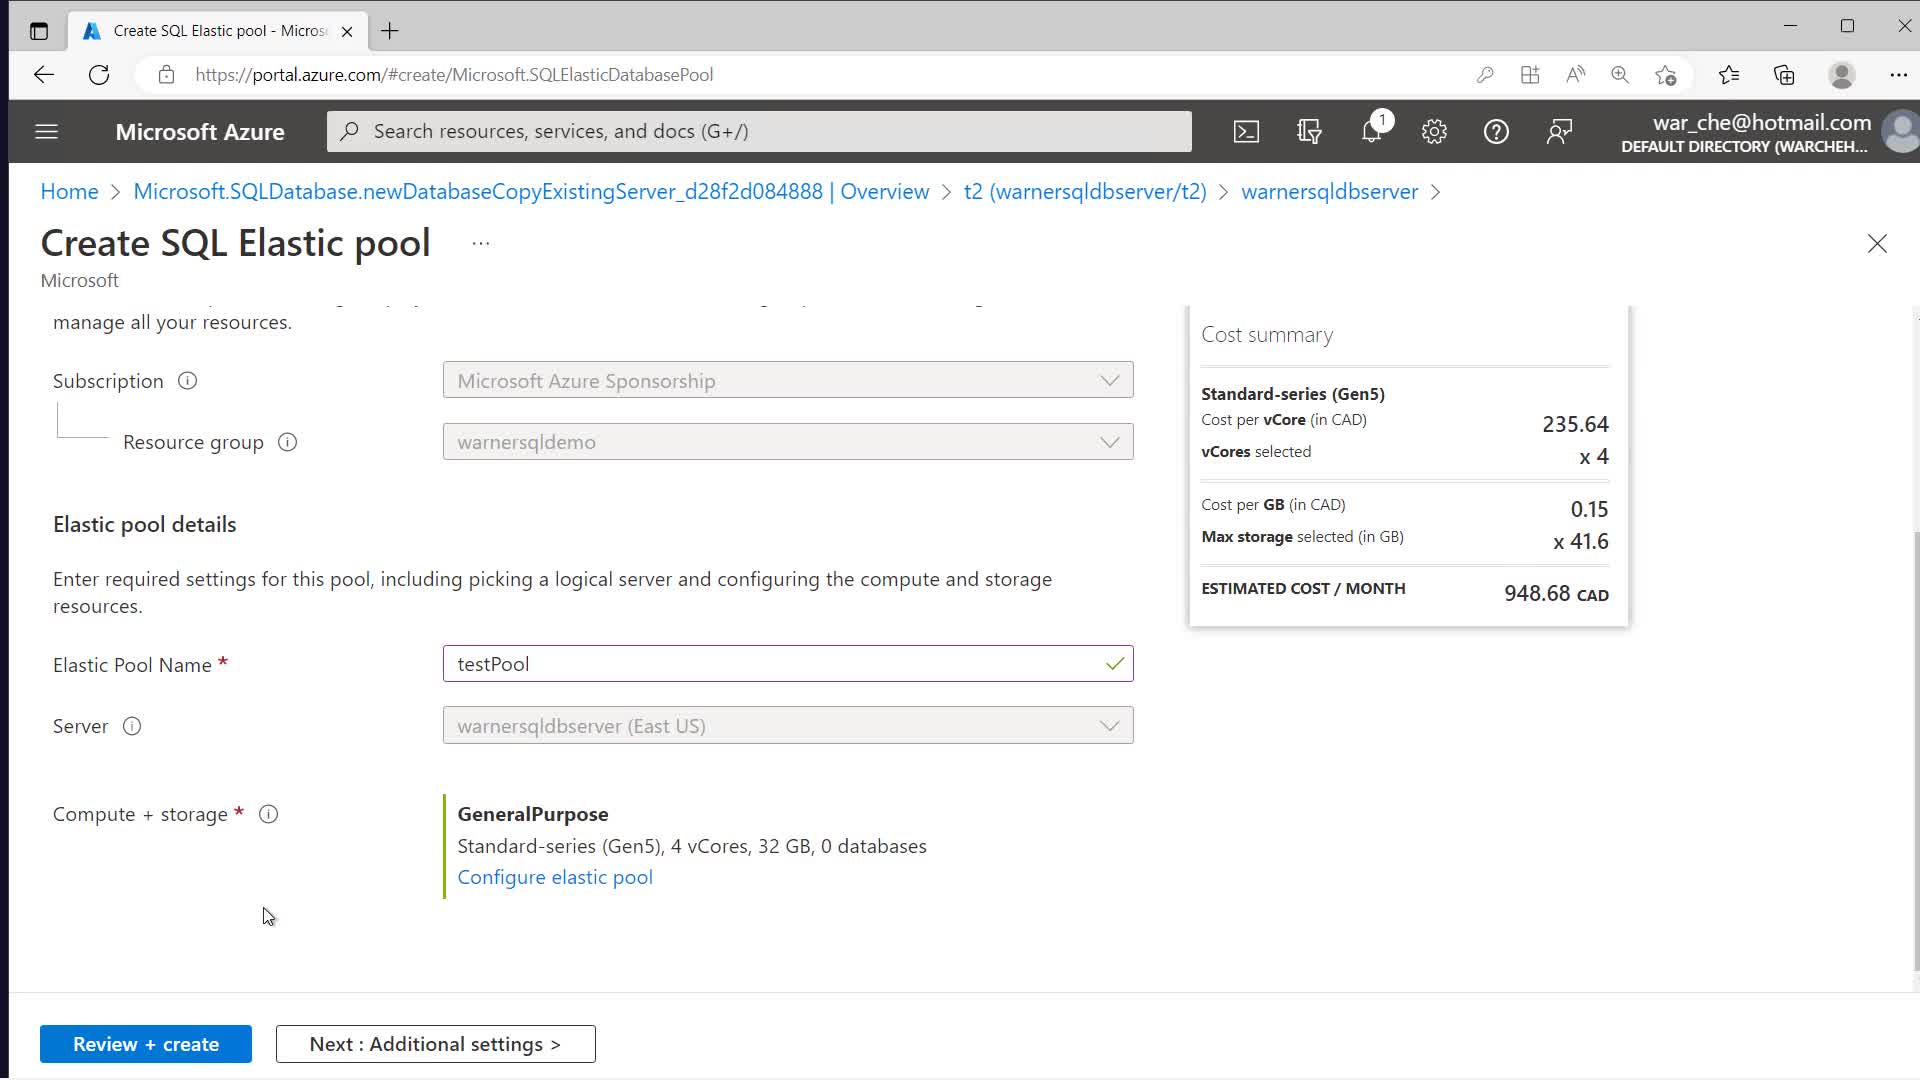 Create SQL Elastic pool - Micros
https://portal.azure.com/#create/Microsoft.SQLElasticDatabasePool
Microsoft Azure
Search resources, services, and docs (G+/)
1
war_che@hotmail.com
DEFAULT DIRECTORY (WARCHEH...
Home > Microsoft.SQLDatabase.newDatabaseCopyExistingServer_d28f2d084888 | Overview > t2 (warnersqldbserver/t2) > warnersqldbserver >
Create SQL Elastic pool ...
Microsoft
manage all your resources.
Subscription
Microsoft Azure Sponsorship
Resource group
warnersqldemo
Elastic pool details
Enter required settings for this pool, including picking a logical server and configuring the compute and storage
resources.
Elastic Pool Name *
testPool
Server
warnersqldbserver (East US)
Compute + storage *
GeneralPurpose
Standard-series (Gen5), 4 vCores, 32 GB, 0 databases
Configure elastic pool
Cost summary
Standard-series (Gen5)
Cost per vCore (in CAD) 235.64
vCores selected x 4
Cost per GB (in CAD) 0.15
Max storage selected (in GB) x 41.6
ESTIMATED COST / MONTH 948.68 CAD
Review + create
Next : Additional settings >